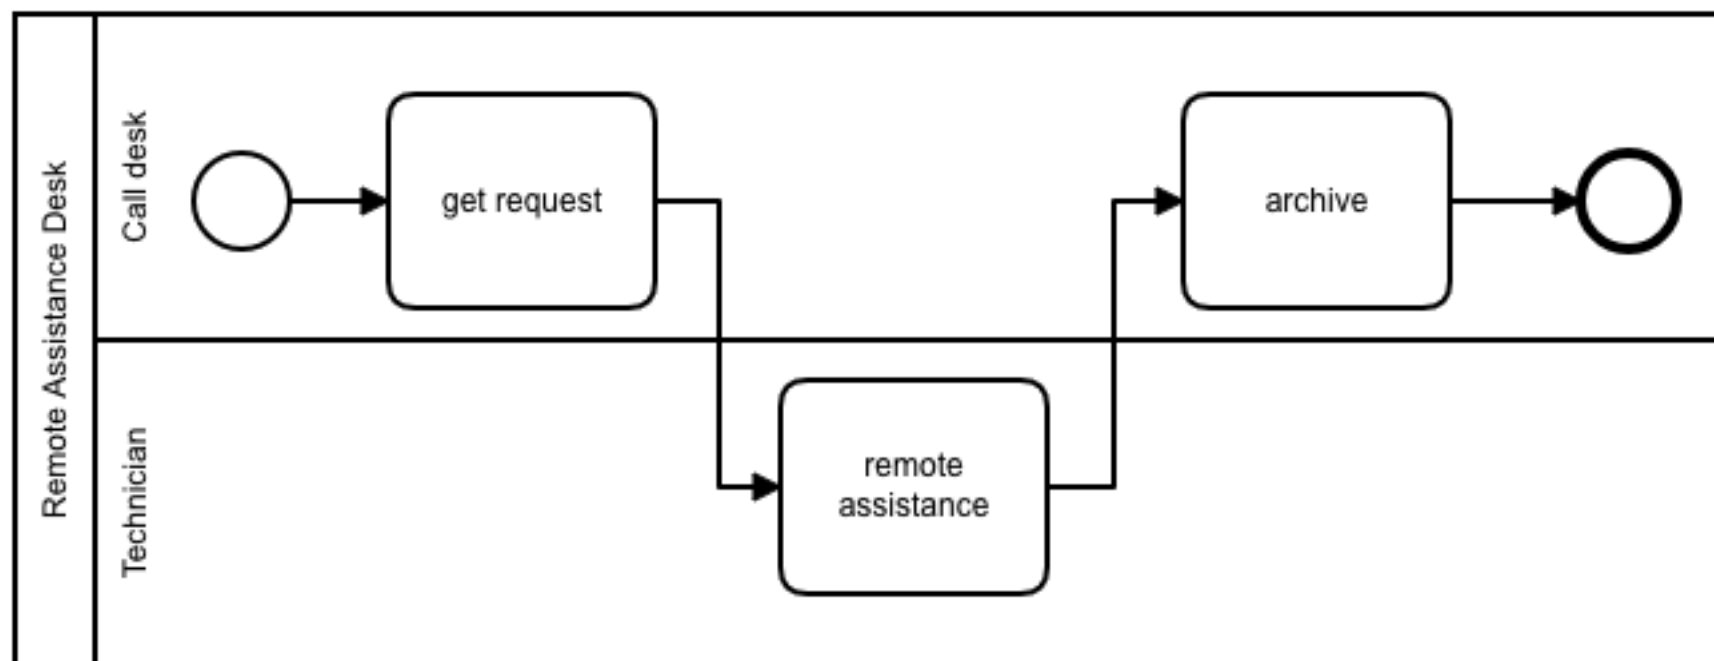 Remote Assistance Desk
Call desk
get request
archive
Technician
remote
assistance